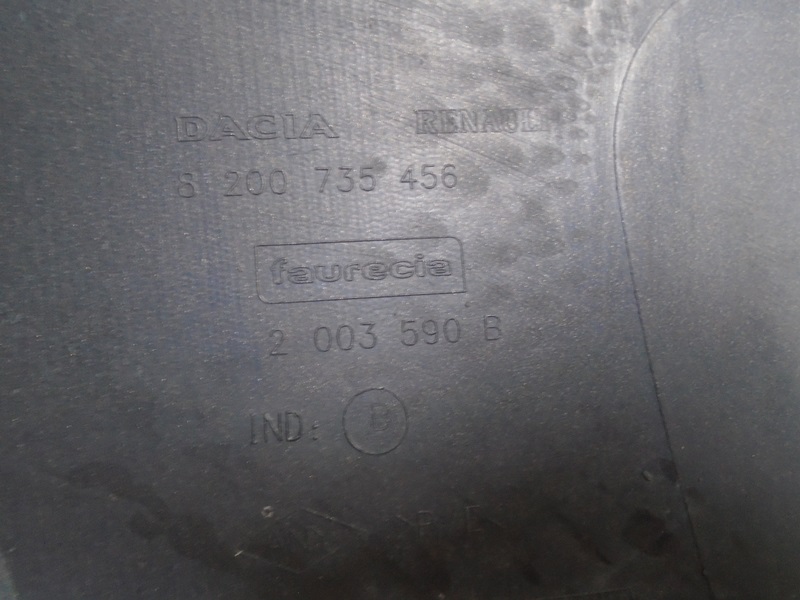 DACIA RENAULT
8 200 735 456
faurecia
2 003 590 B
IND: